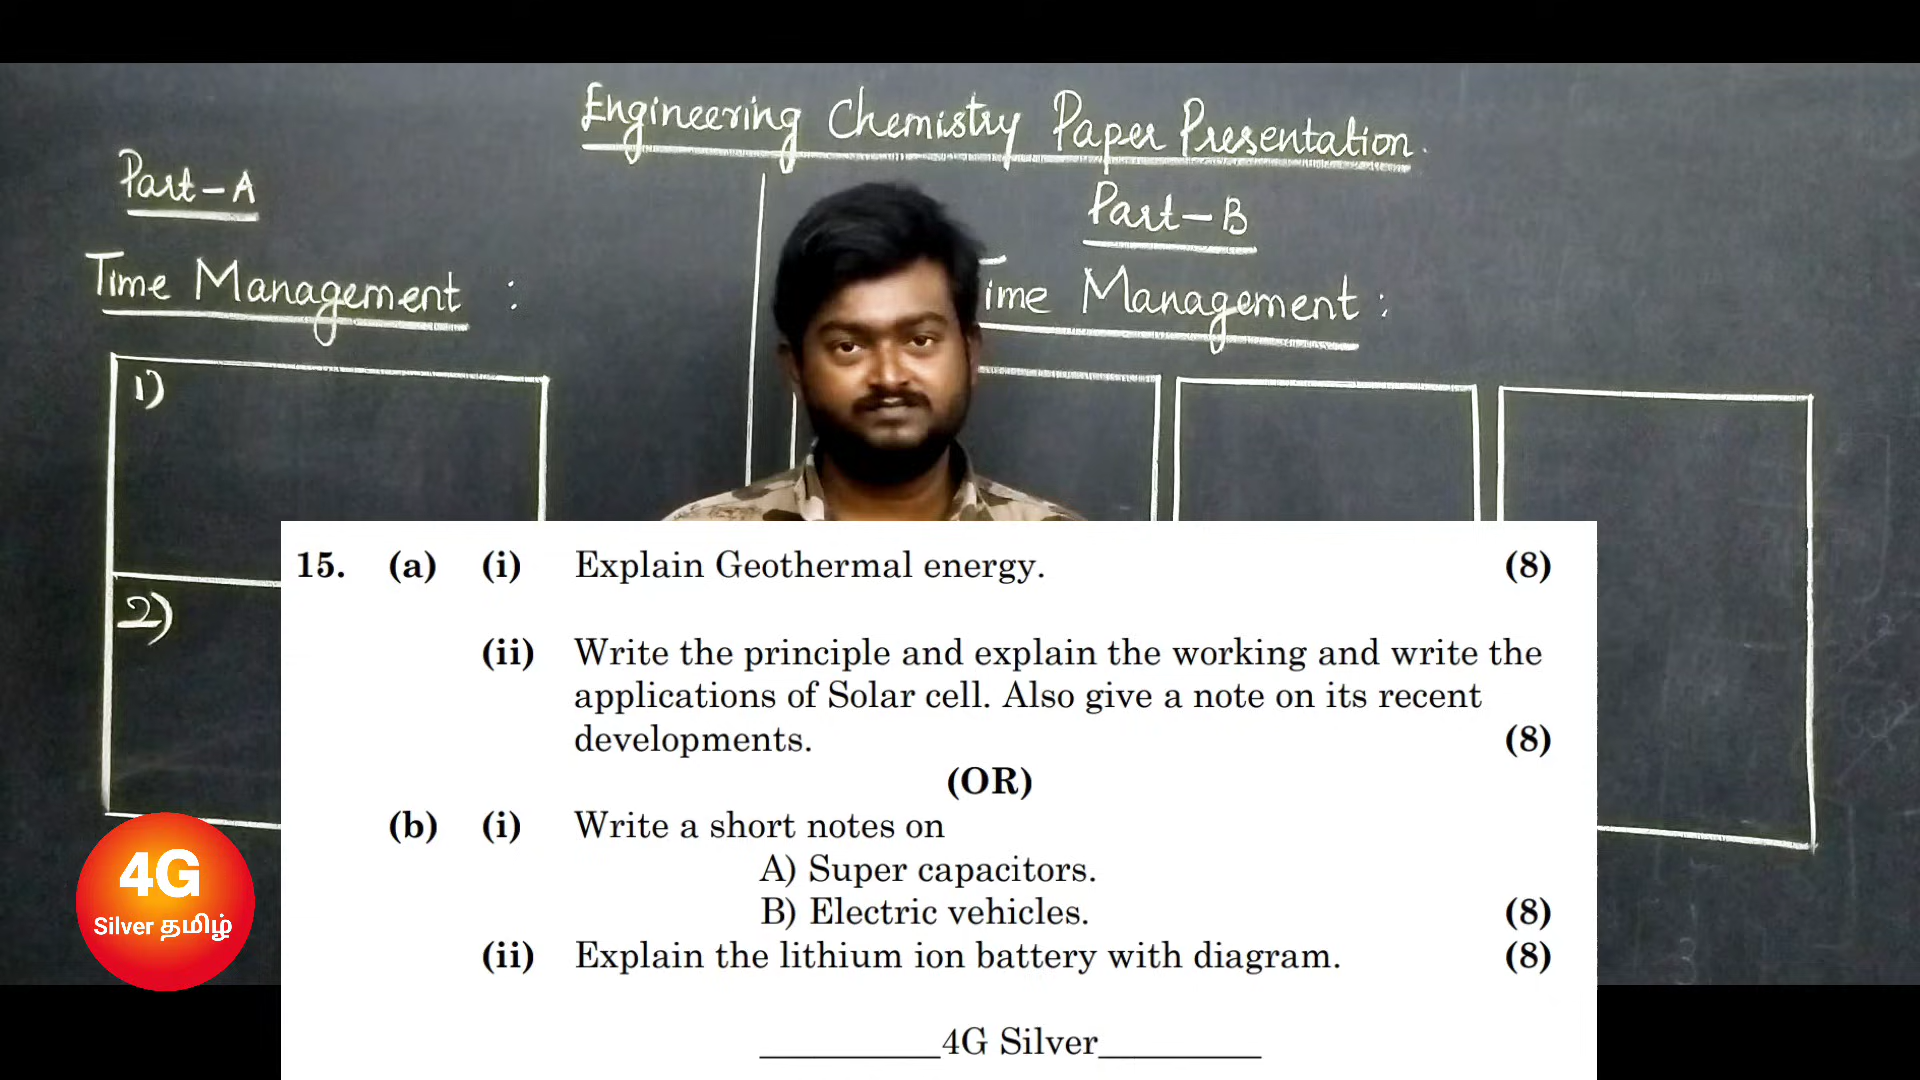 Engineering Chemistry Paper Presentation.
Part-A
Part-B
Time Management :
Time Management :
1)
2)
15. (a) (i) Explain Geothermal energy. (8)
(ii) Write the principle and explain the working and write the
applications of Solar cell. Also give a note on its recent
developments. (8)
(OR)
(b) (i) Write a short notes on
A) Super capacitors.
B) Electric vehicles. (8)
(ii) Explain the lithium ion battery with diagram. (8)
4G
Silver தமிழ்
__________4G Silver_________